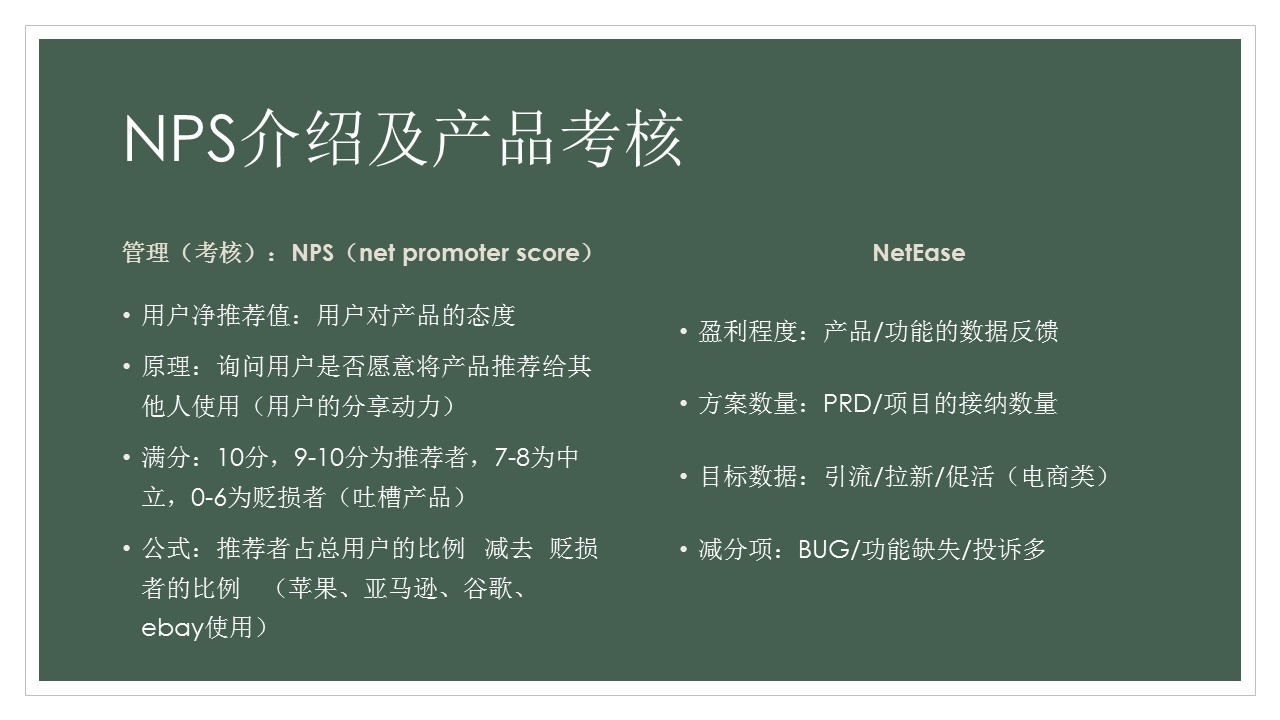 NPS介绍及产品考核
管理（考核）：NPS（net promoter score）
• 用户净推荐值：用户对产品的态度
• 原理：询问用户是否愿意将产品推荐给其
他人使用（用户的分享动力）
• 满分：10分，9-10分为推荐者，7-8为中
立，0-6为贬损者（吐槽产品）
• 公式：推荐者占总用户的比例 减去 贬损
者的比例 （苹果、亚马逊、谷歌、
ebay使用）
NetEase
• 盈利程度：产品/功能的数据反馈
• 方案数量：PRD/项目的接纳数量
• 目标数据：引流/拉新/促活（电商类）
• 减分项：BUG/功能缺失/投诉多